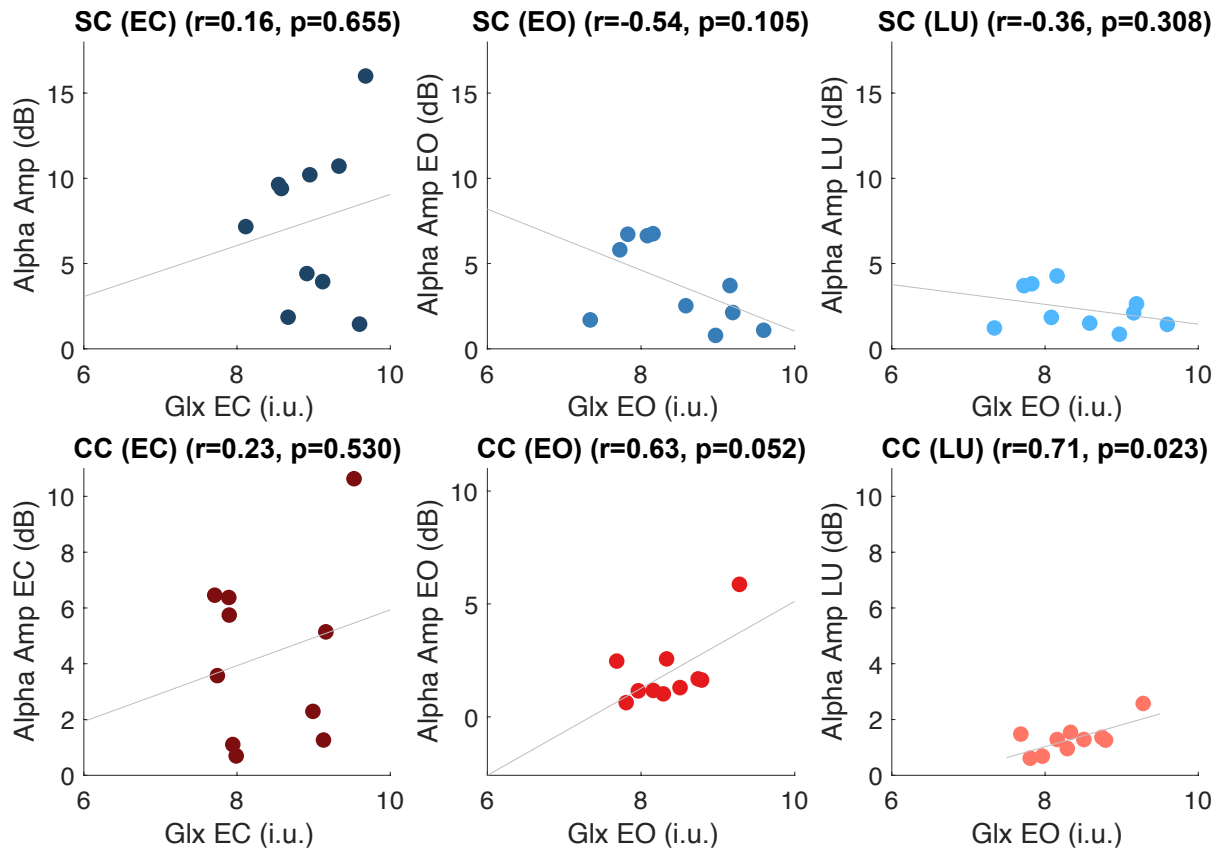 SC (EC) (r=0.16, p=0.655)
Alpha Amp (dB)
15
10
5
0
6 8 10
Glx EC (i.u.)
SC (EO) (r=-0.54, p=0.105)
Alpha Amp EO (dB)
15
10
5
0
6 8 10
Glx EO (i.u.)
SC (LU) (r=-0.36, p=0.308)
Alpha Amp LU (dB)
15
10
5
0
6 8 10
Glx EO (i.u.)
CC (EC) (r=0.23, p=0.530)
Alpha Amp EC (dB)
10
8
6
4
2
0
6 8 10
Glx EC (i.u.)
CC (EO) (r=0.63, p=0.052)
Alpha Amp EO (dB)
10
5
0
6 8 10
Glx EO (i.u.)
CC (LU) (r=0.71, p=0.023)
Alpha Amp LU (dB)
10
8
6
4
2
0
6 8 10
Glx EO (i.u.)